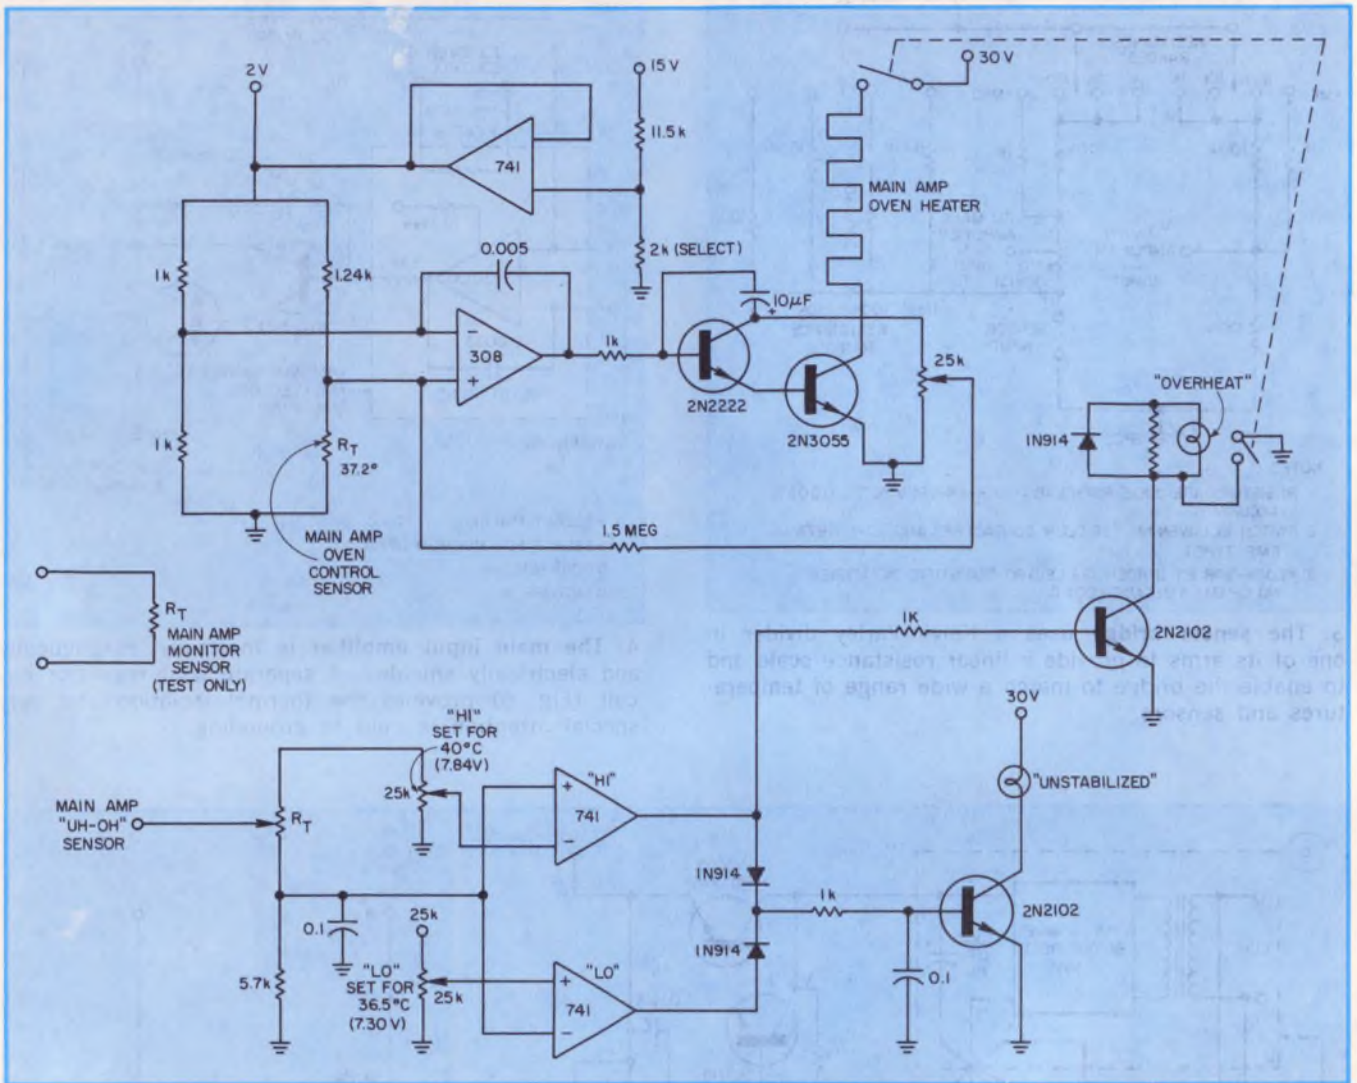 2V
15V
30V
11.5k
741
MAIN AMP
OVEN HEATER
0.005
2k (SELECT)
1k
1.24k
10µF
+
−
308
+
1k
25k
2N2222
2N3055
"OVERHEAT"
1N914
1k
RT
37.2°
1.5 MEG
MAIN AMP
OVEN
CONTROL
SENSOR
RT
MAIN AMP
MONITOR
SENSOR
(TEST ONLY)
1K
2N2102
30V
"UNSTABILIZED"
"HI"
SET FOR
40°C
(7.84V)
25k
MAIN AMP
"UH-OH"
SENSOR
RT
+
"HI"
741
−
1N914
1k
2N2102
0.1
25k
1N914
0.1
5.7k
"LO"
SET FOR
36.5°C
(7.30 V)
25k
+
"LO"
741
−